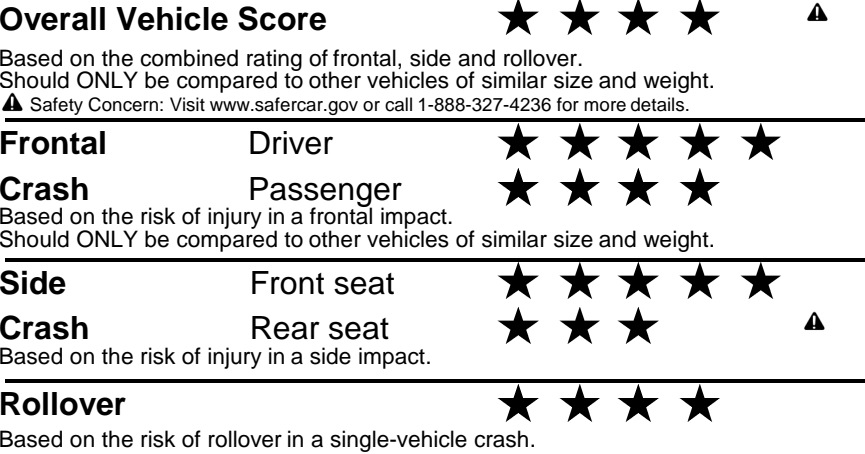 Overall Vehicle Score ★ ★ ★ ★ ⚠
Based on the combined rating of frontal, side and rollover.
Should ONLY be compared to other vehicles of similar size and weight.
⚠ Safety Concern: Visit www.safercar.gov or call 1-888-327-4236 for more details.
Frontal Driver ★ ★ ★ ★ ★
Crash Passenger ★ ★ ★ ★
Based on the risk of injury in a frontal impact.
Should ONLY be compared to other vehicles of similar size and weight.
Side Front seat ★ ★ ★ ★ ★
Crash Rear seat ★ ★ ★ ⚠
Based on the risk of injury in a side impact.
Rollover ★ ★ ★ ★
Based on the risk of rollover in a single-vehicle crash.